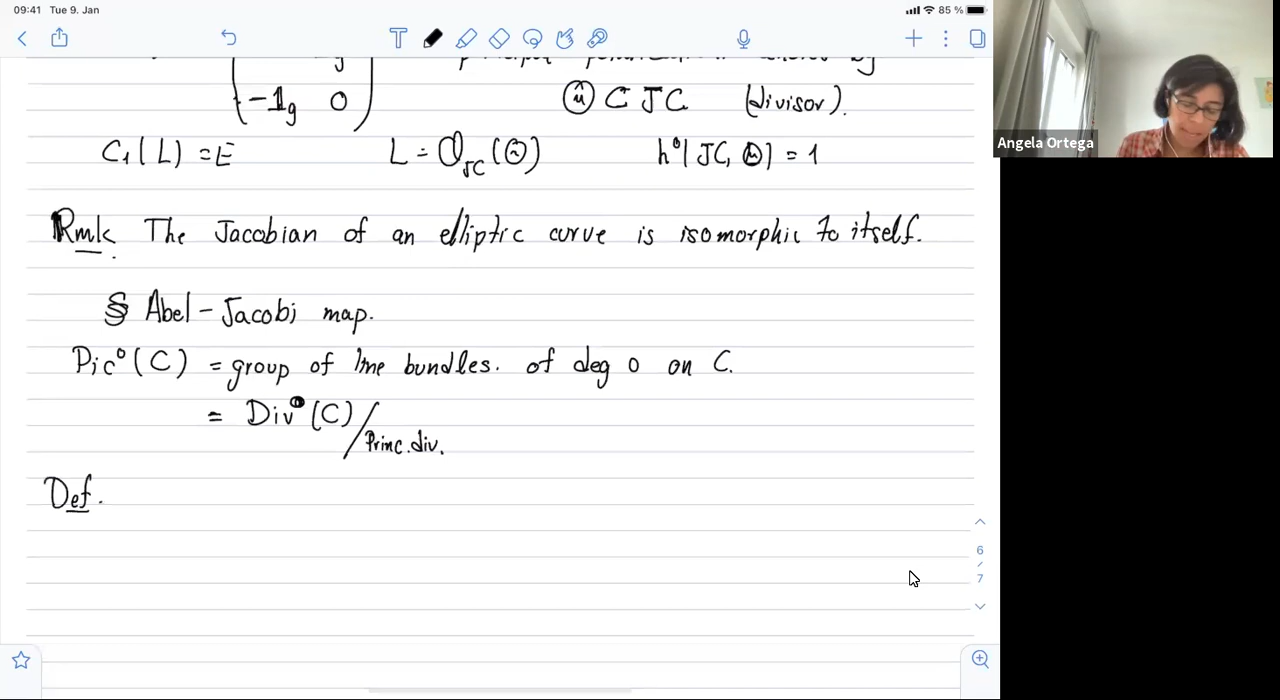 09:41 Tue 9. Jan
85 %
principal
by
-1g 0
Ⓗ ⊂ JC (divisor).
C₁(L) = E L = O_JC(Θ) h⁰(JC, Θ) = 1
Rmk. The Jacobian of an elliptic curve is isomorphic to itself.
§ Abel - Jacobi map.
Pic⁰(C) = group of line bundles. of deg 0 on C.
= Div⁰(C)/Princ.div.
Def.
Angela Ortega
6
/
7